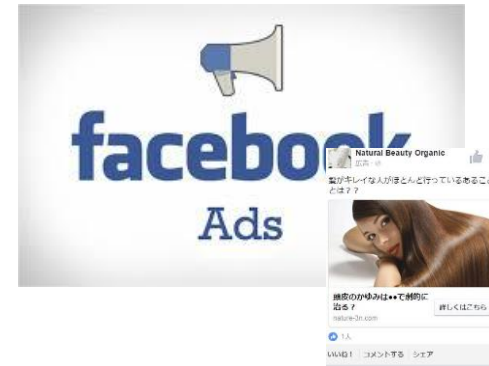 facebook
Ads
Natural Beauty Organic
広告
髪がキレイな人がほとんど行っているあるこ
とは？？
頭皮のかゆみは●●で劇的に
治る？
詳しくはこちら
nature-3n.com
1人
いいね！ コメントする シェア